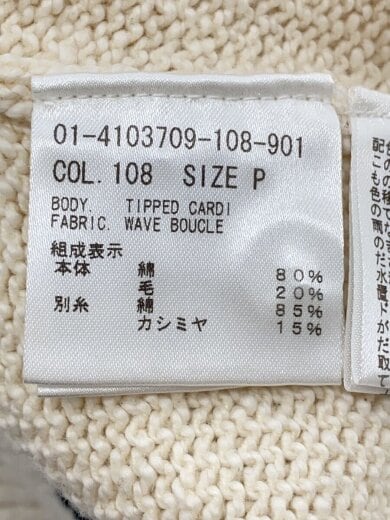 01-4103709-108-901
COL. 108 SIZE P
BODY. TIPPED CARDI
FABRIC. WAVE BOUCLE
組成表示
本体 綿 80%
毛 20%
別糸 綿 85%
カシミヤ 15%